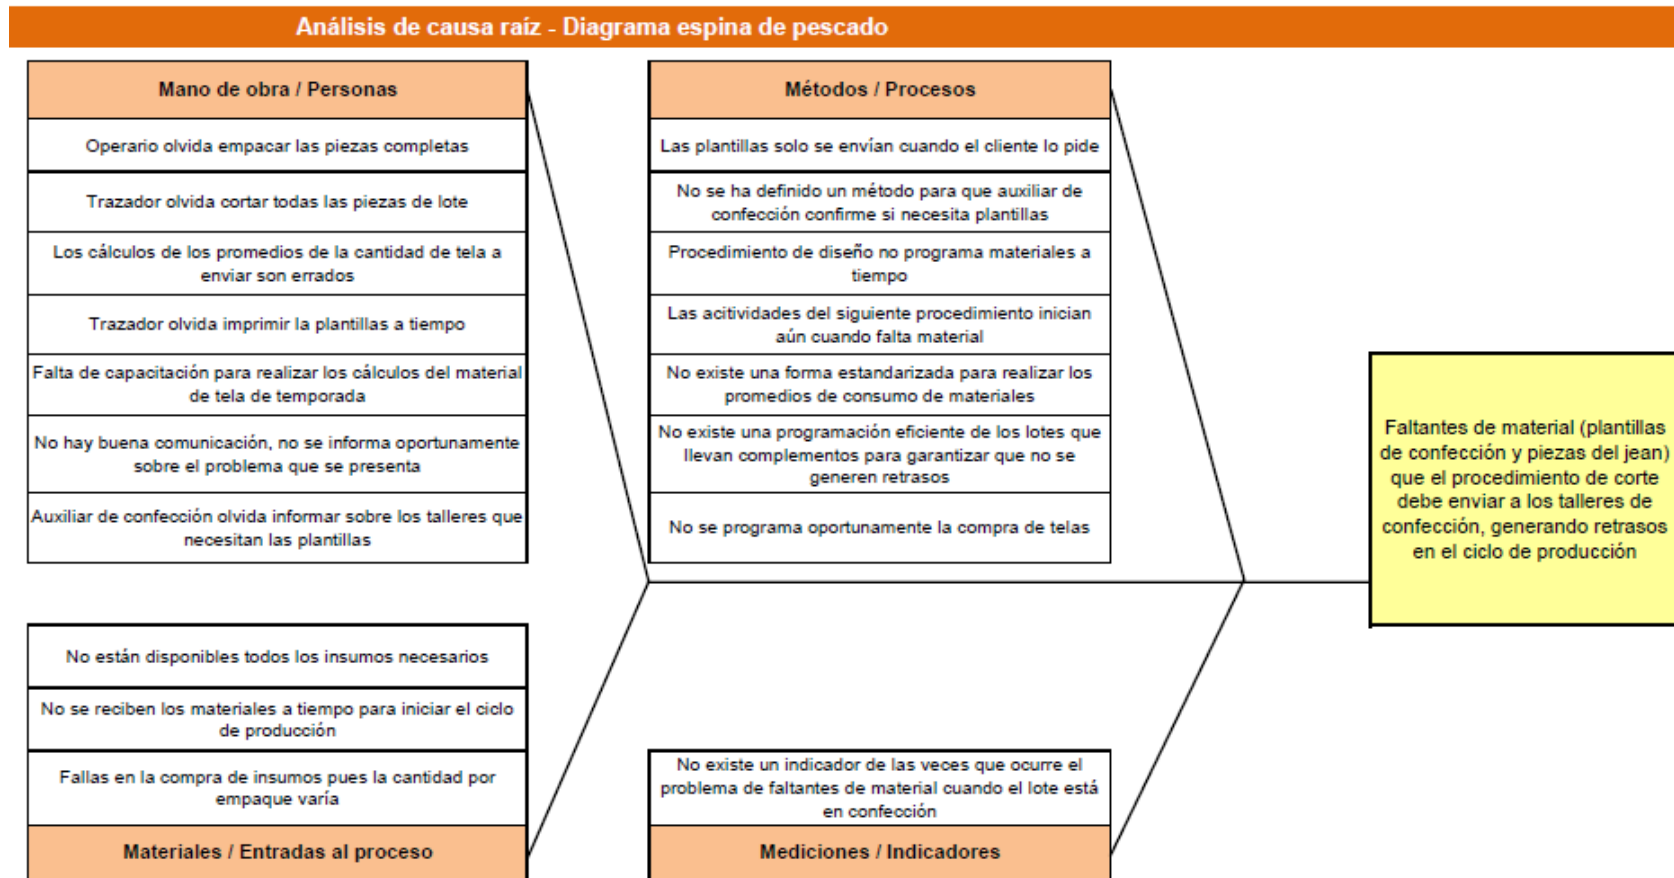 Análisis de causa raíz - Diagrama espina de pescado
Mano de obra / Personas
Operario olvida empacar las piezas completas
Trazador olvida cortar todas las piezas de lote
Los cálculos de los promedios de la cantidad de tela a
enviar son errados
Trazador olvida imprimir la plantillas a tiempo
Falta de capacitación para realizar los cálculos del material
de tela de temporada
No hay buena comunicación, no se informa oportunamente
sobre el problema que se presenta
Auxiliar de confección olvida informar sobre los talleres que
necesitan las plantillas
Métodos / Procesos
Las plantillas solo se envían cuando el cliente lo pide
No se ha definido un método para que auxiliar de
confección confirme si necesita plantillas
Procedimiento de diseño no programa materiales a
tiempo
Las acitividades del siguiente procedimiento inician
aún cuando falta material
No existe una forma estandarizada para realizar los
promedios de consumo de materiales
No existe una programación eficiente de los lotes que
llevan complementos para garantizar que no se
generen retrasos
No se programa oportunamente la compra de telas
Faltantes de material (plantillas
de confección y piezas del jean)
que el procedimiento de corte
debe enviar a los talleres de
confección, generando retrasos
en el ciclo de producción
No están disponibles todos los insumos necesarios
No se reciben los materiales a tiempo para iniciar el ciclo
de producción
Fallas en la compra de insumos pues la cantidad por
empaque varía
Materiales / Entradas al proceso
No existe un indicador de las veces que ocurre el
problema de faltantes de material cuando el lote está
en confección
Mediciones / Indicadores